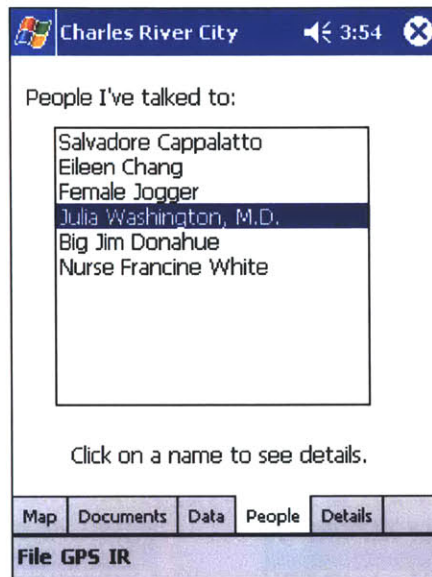 Charles River City 3:54
People I've talked to:
Salvadore Cappalatto
Eileen Chang
Female Jogger
Julia Washington, M.D.
Big Jim Donahue
Nurse Francine White
Click on a name to see details.
Map Documents Data People Details
File GPS IR